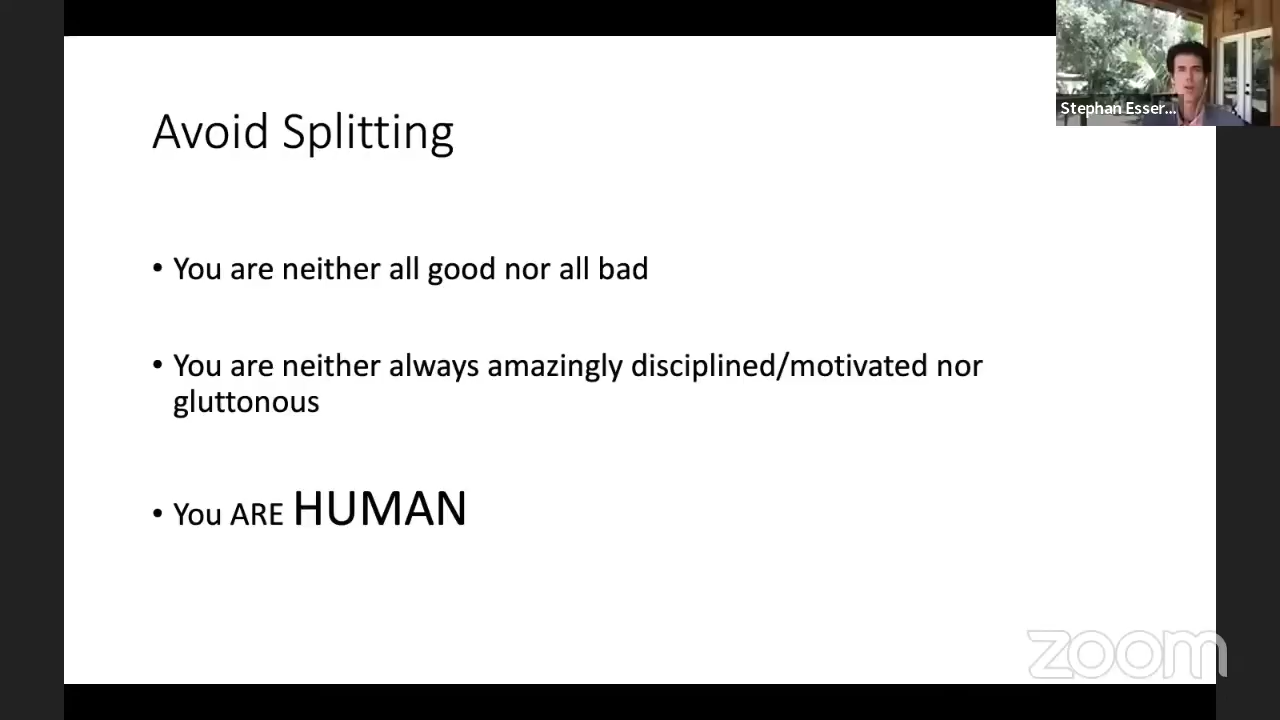 Stephan Esser...
Avoid Splitting
• You are neither all good nor all bad
• You are neither always amazingly disciplined/motivated nor
gluttonous
• You ARE HUMAN
zoom